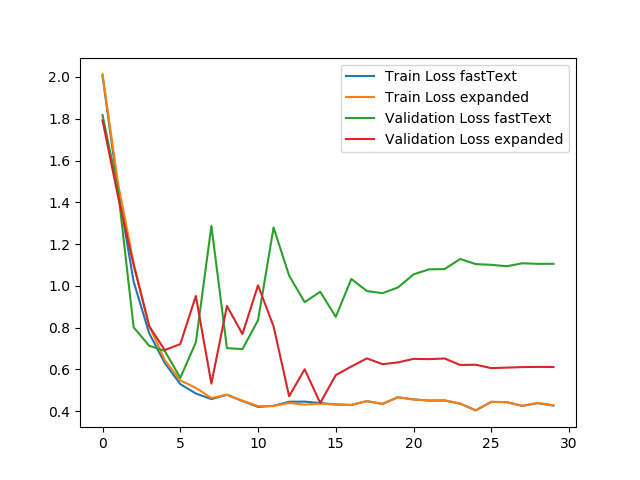 Train Loss fastText
Train Loss expanded
Validation Loss fastText
Validation Loss expanded
2.0
1.8
1.6
1.4
1.2
1.0
0.8
0.6
0.4
0 5 10 15 20 25 30